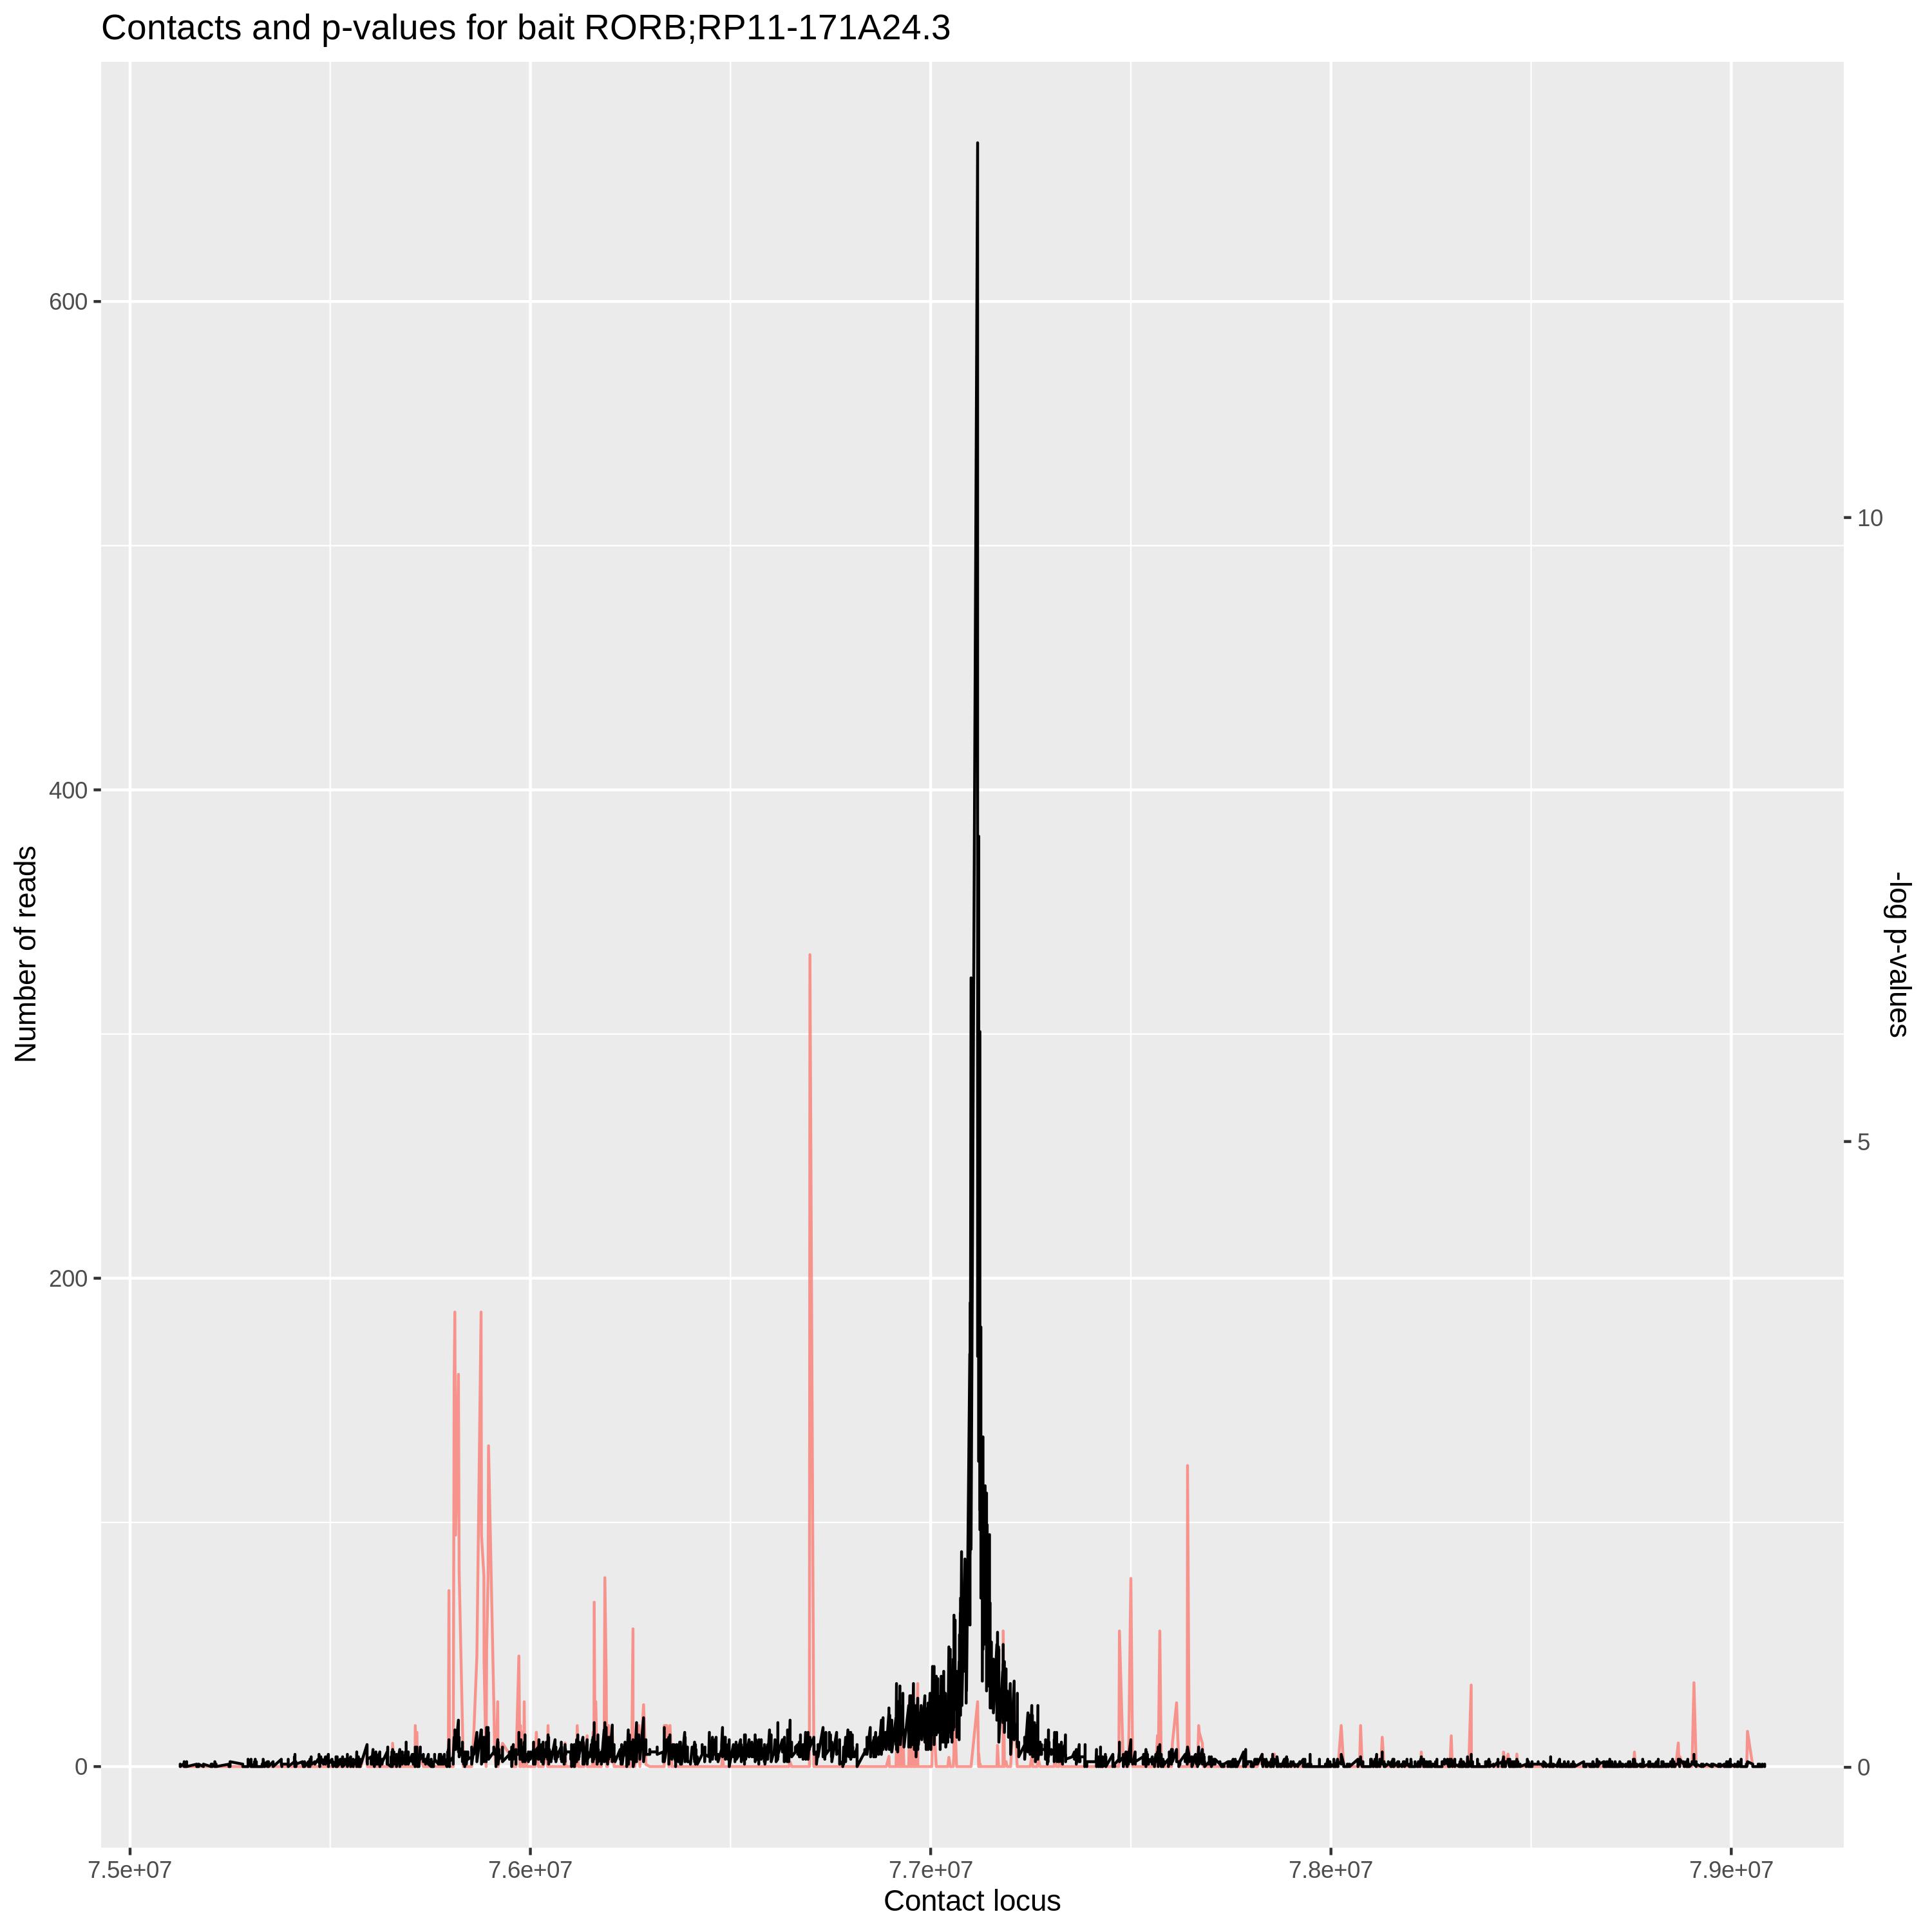 Contacts and p-values for bait RORB;RP11-171A24.3
600
400
200
0
Number of reads
10
5
0
-log p-values
7.5e+07 7.6e+07 7.7e+07 7.8e+07 7.9e+07
Contact locus